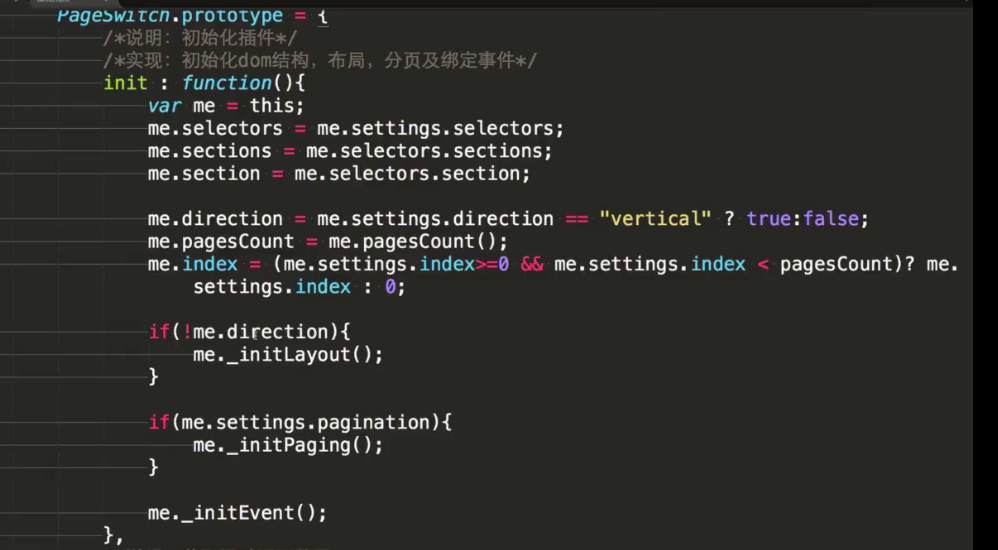 PageSwitch.prototype = {
/*说明：初始化插件*/
/*实现：初始化dom结构，布局，分页及绑定事件*/
init : function(){
var me = this;
me.selectors = me.settings.selectors;
me.sections = me.selectors.sections;
me.section = me.selectors.section;
me.direction = me.settings.direction == "vertical" ? true:false;
me.pagesCount = me.pagesCount();
me.index = (me.settings.index>=0 && me.settings.index < pagesCount)? me.
settings.index : 0;
if(!me.direction){
me._initLayout();
}
if(me.settings.pagination){
me._initPaging();
}
me._initEvent();
},